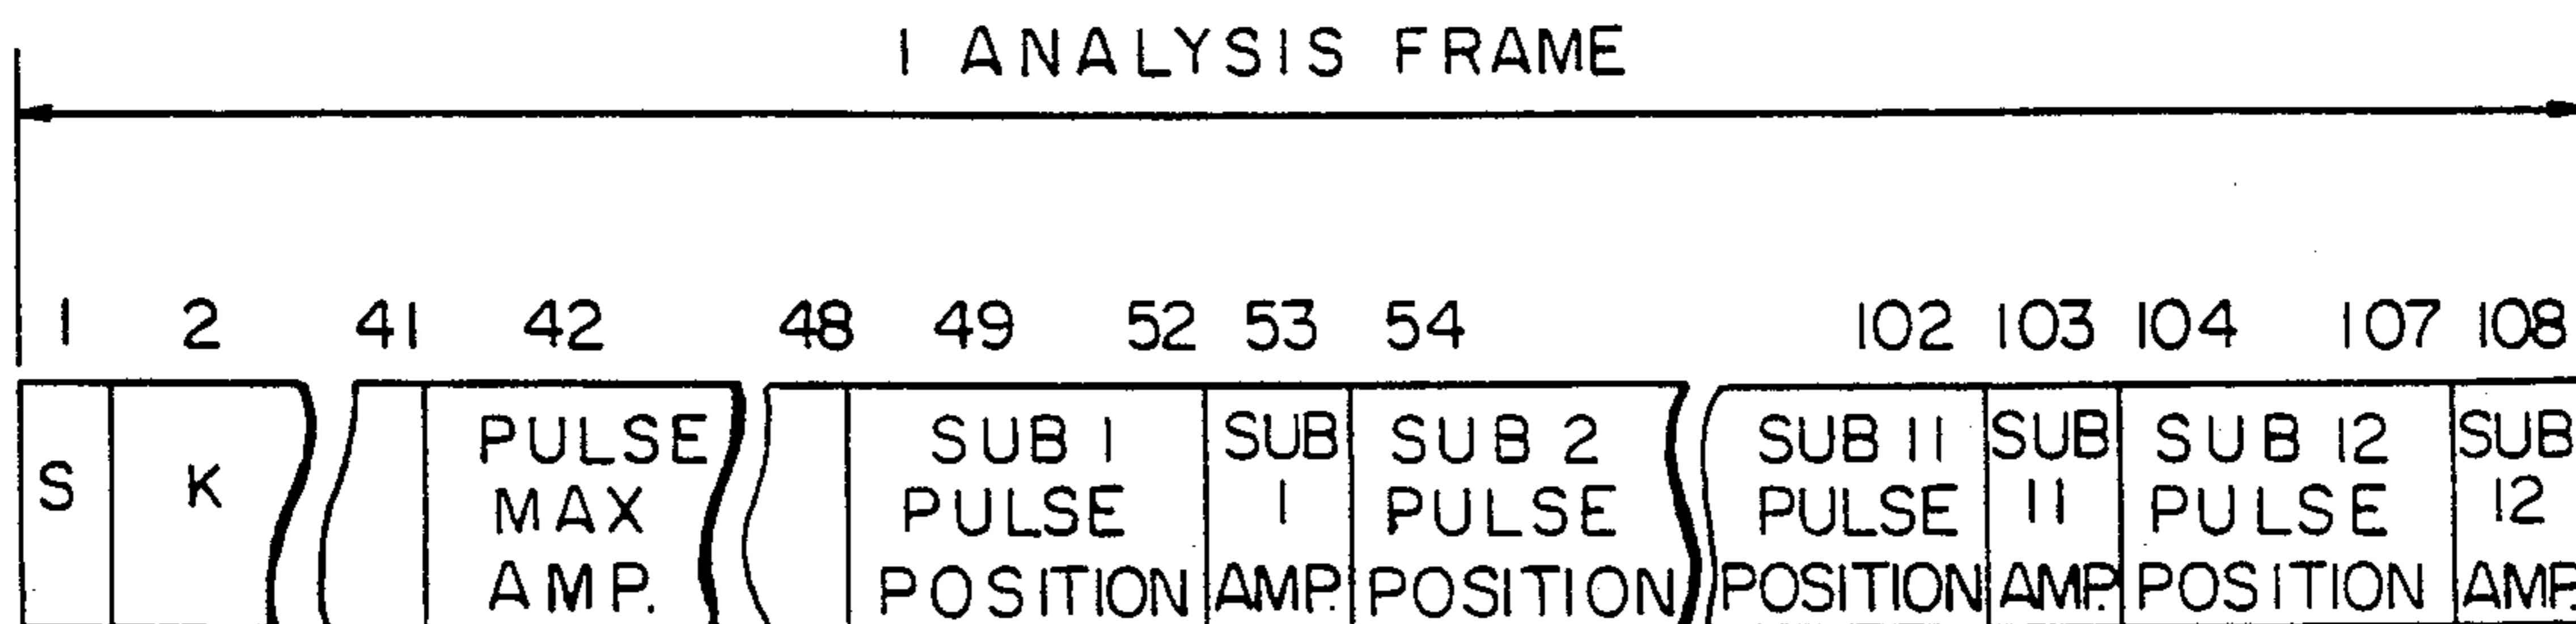 1 ANALYSIS FRAME
1 2 41 42 48 49 52 53 54 102 103 104 107 108
S
K
PULSE
MAX
AMP.
SUB 1
PULSE
POSITION
SUB
1
AMP.
SUB 2
PULSE
POSITION
SUB 11
PULSE
POSITION
SUB
11
AMP.
SUB 12
PULSE
POSITION
SUB
12
AMP.